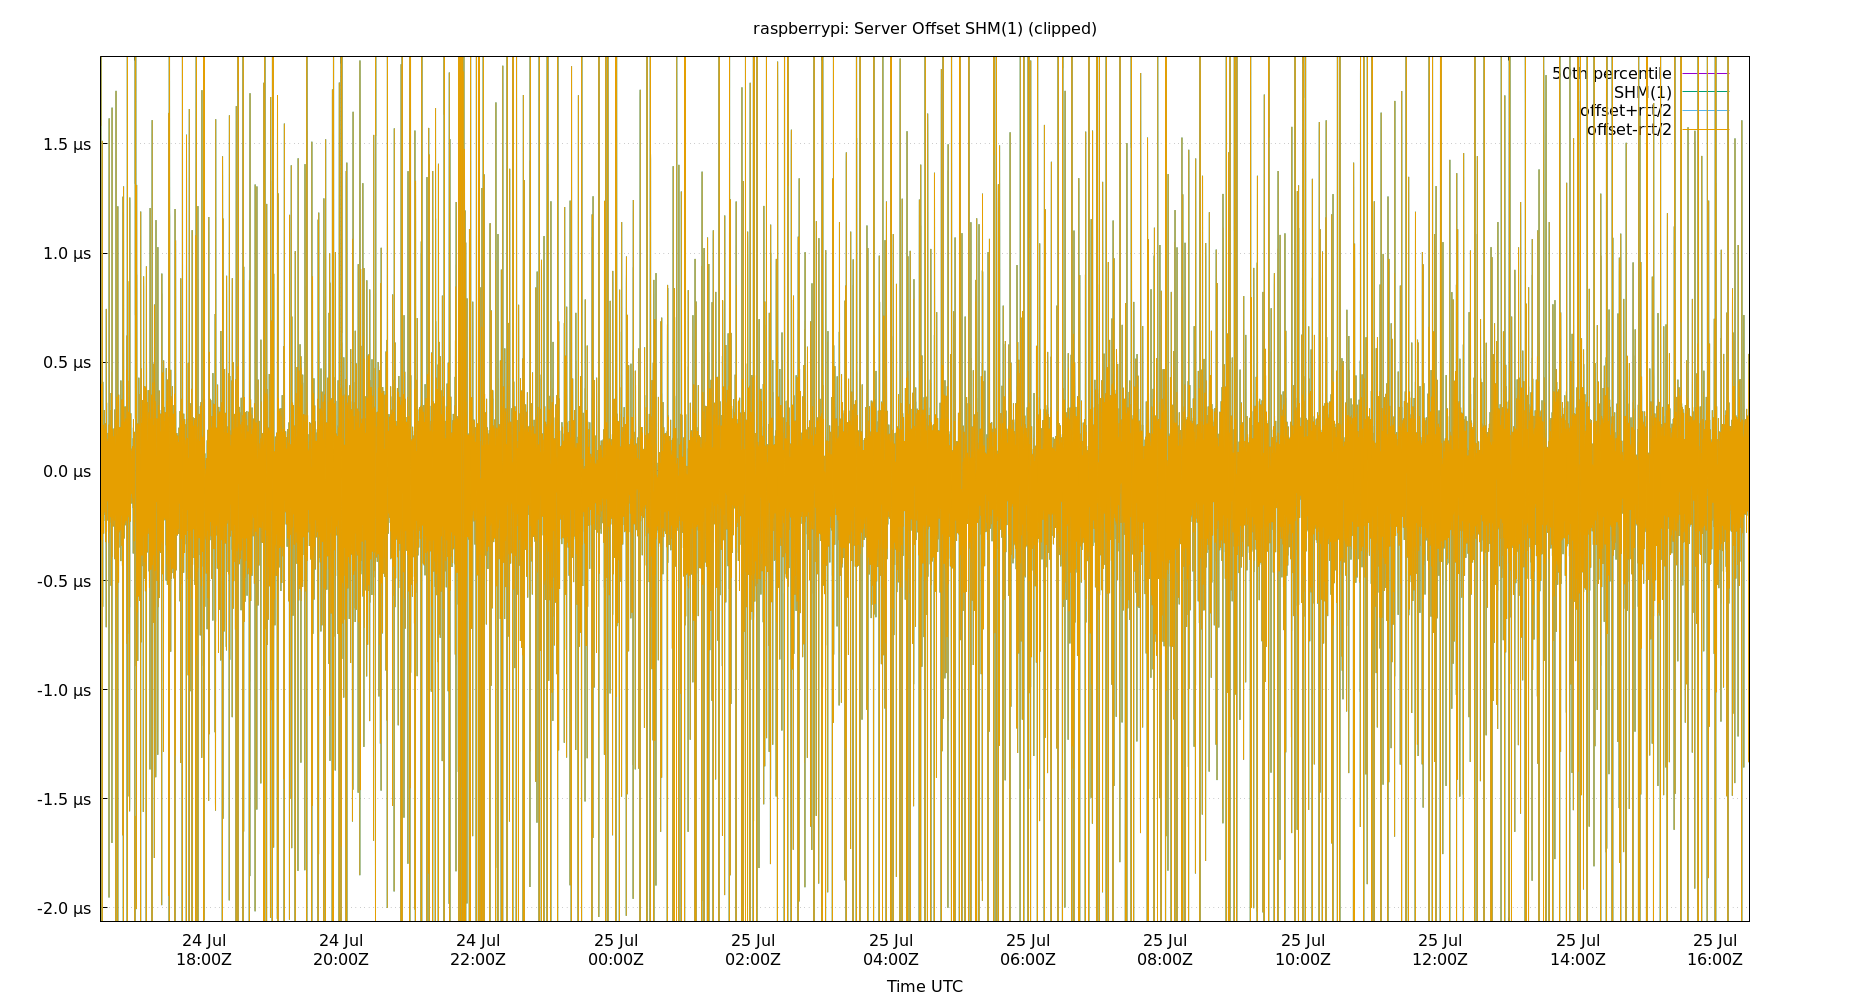 raspberrypi: Server Offset SHM(1) (clipped)
50th percentile
SHM(1)
offset+rtt/2
offset-rtt/2
1.5 µs
1.0 µs
0.5 µs
0.0 µs
-0.5 µs
-1.0 µs
-1.5 µs
-2.0 µs
24 Jul 24 Jul 24 Jul 25 Jul 25 Jul 25 Jul 25 Jul 25 Jul 25 Jul 25 Jul 25 Jul 25 Jul
18:00Z 20:00Z 22:00Z 00:00Z 02:00Z 04:00Z 06:00Z 08:00Z 10:00Z 12:00Z 14:00Z 16:00Z
Time UTC